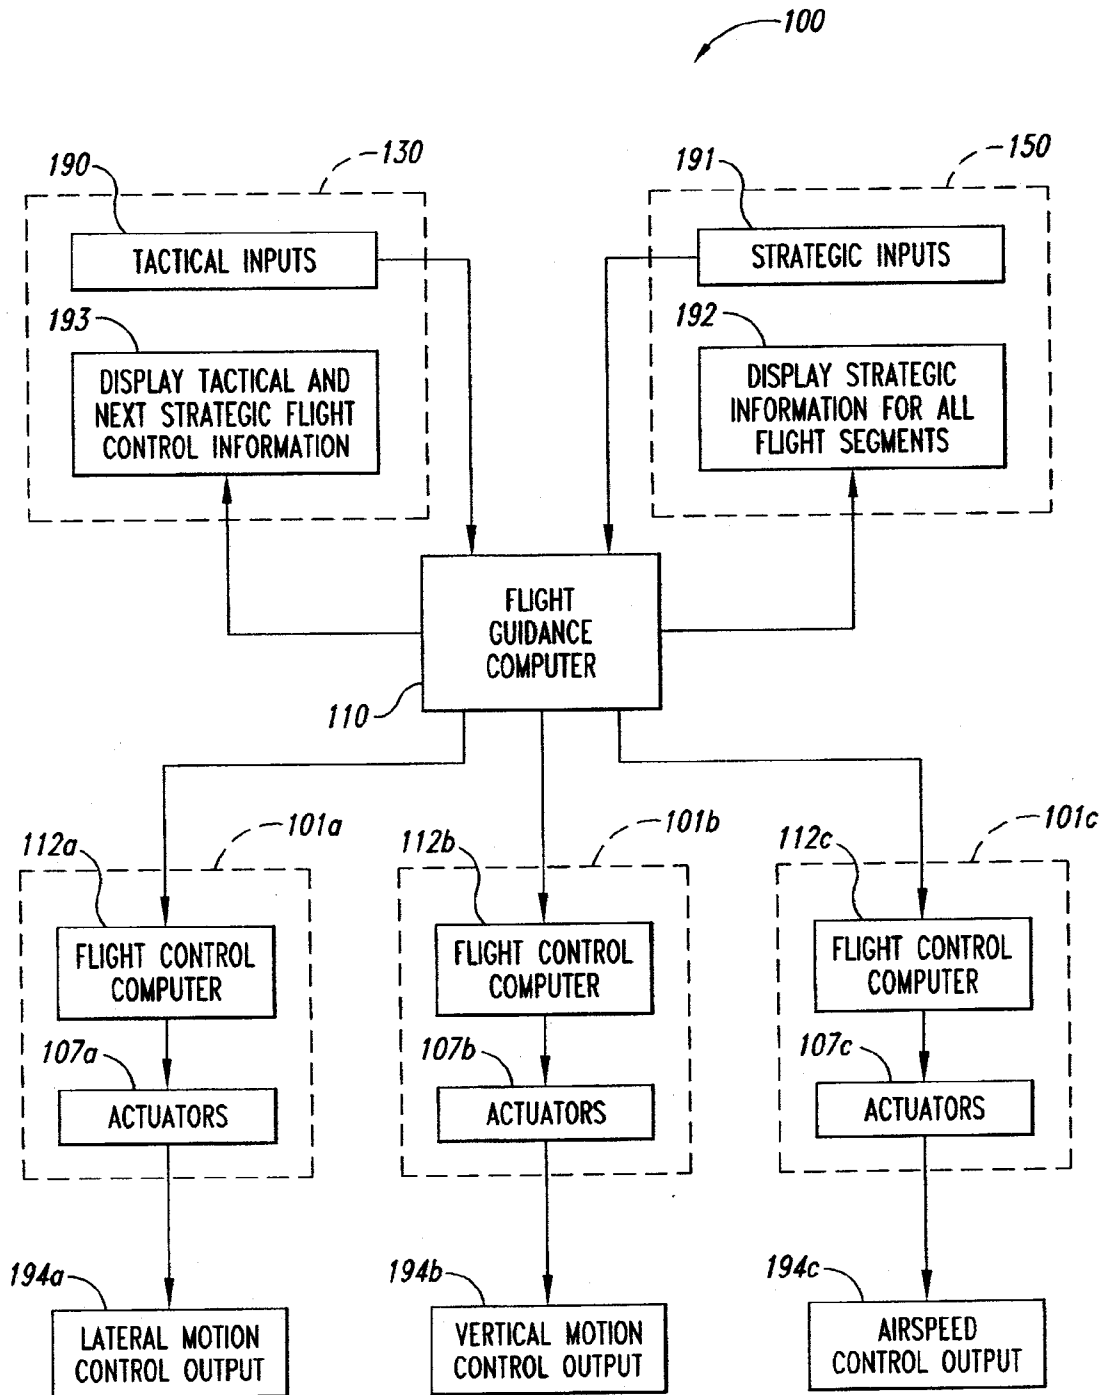 100
190
130
191
150
TACTICAL INPUTS
STRATEGIC INPUTS
193
192
DISPLAY TACTICAL AND
NEXT STRATEGIC FLIGHT
CONTROL INFORMATION
DISPLAY STRATEGIC
INFORMATION FOR ALL
FLIGHT SEGMENTS
FLIGHT
GUIDANCE
COMPUTER
110
112a
101a
112b
101b
112c
101c
FLIGHT CONTROL
COMPUTER
FLIGHT CONTROL
COMPUTER
FLIGHT CONTROL
COMPUTER
107a
107b
107c
ACTUATORS
ACTUATORS
ACTUATORS
194a
194b
194c
LATERAL MOTION
CONTROL OUTPUT
VERTICAL MOTION
CONTROL OUTPUT
AIRSPEED
CONTROL OUTPUT